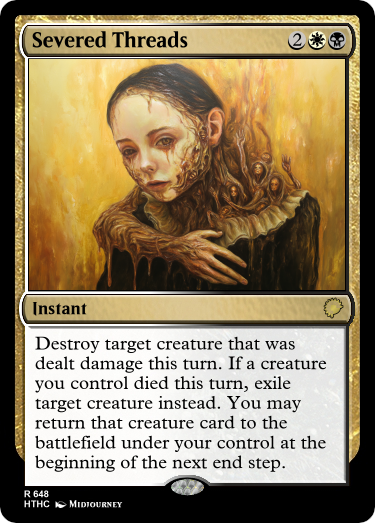 Severed Threads 2
Instant
Destroy target creature that was
dealt damage this turn. If a creature
you control died this turn, exile
target creature instead. You may
return that creature card to the
battlefield under your control at the
beginning of the next end step.
R 648
HTHC Midjourney